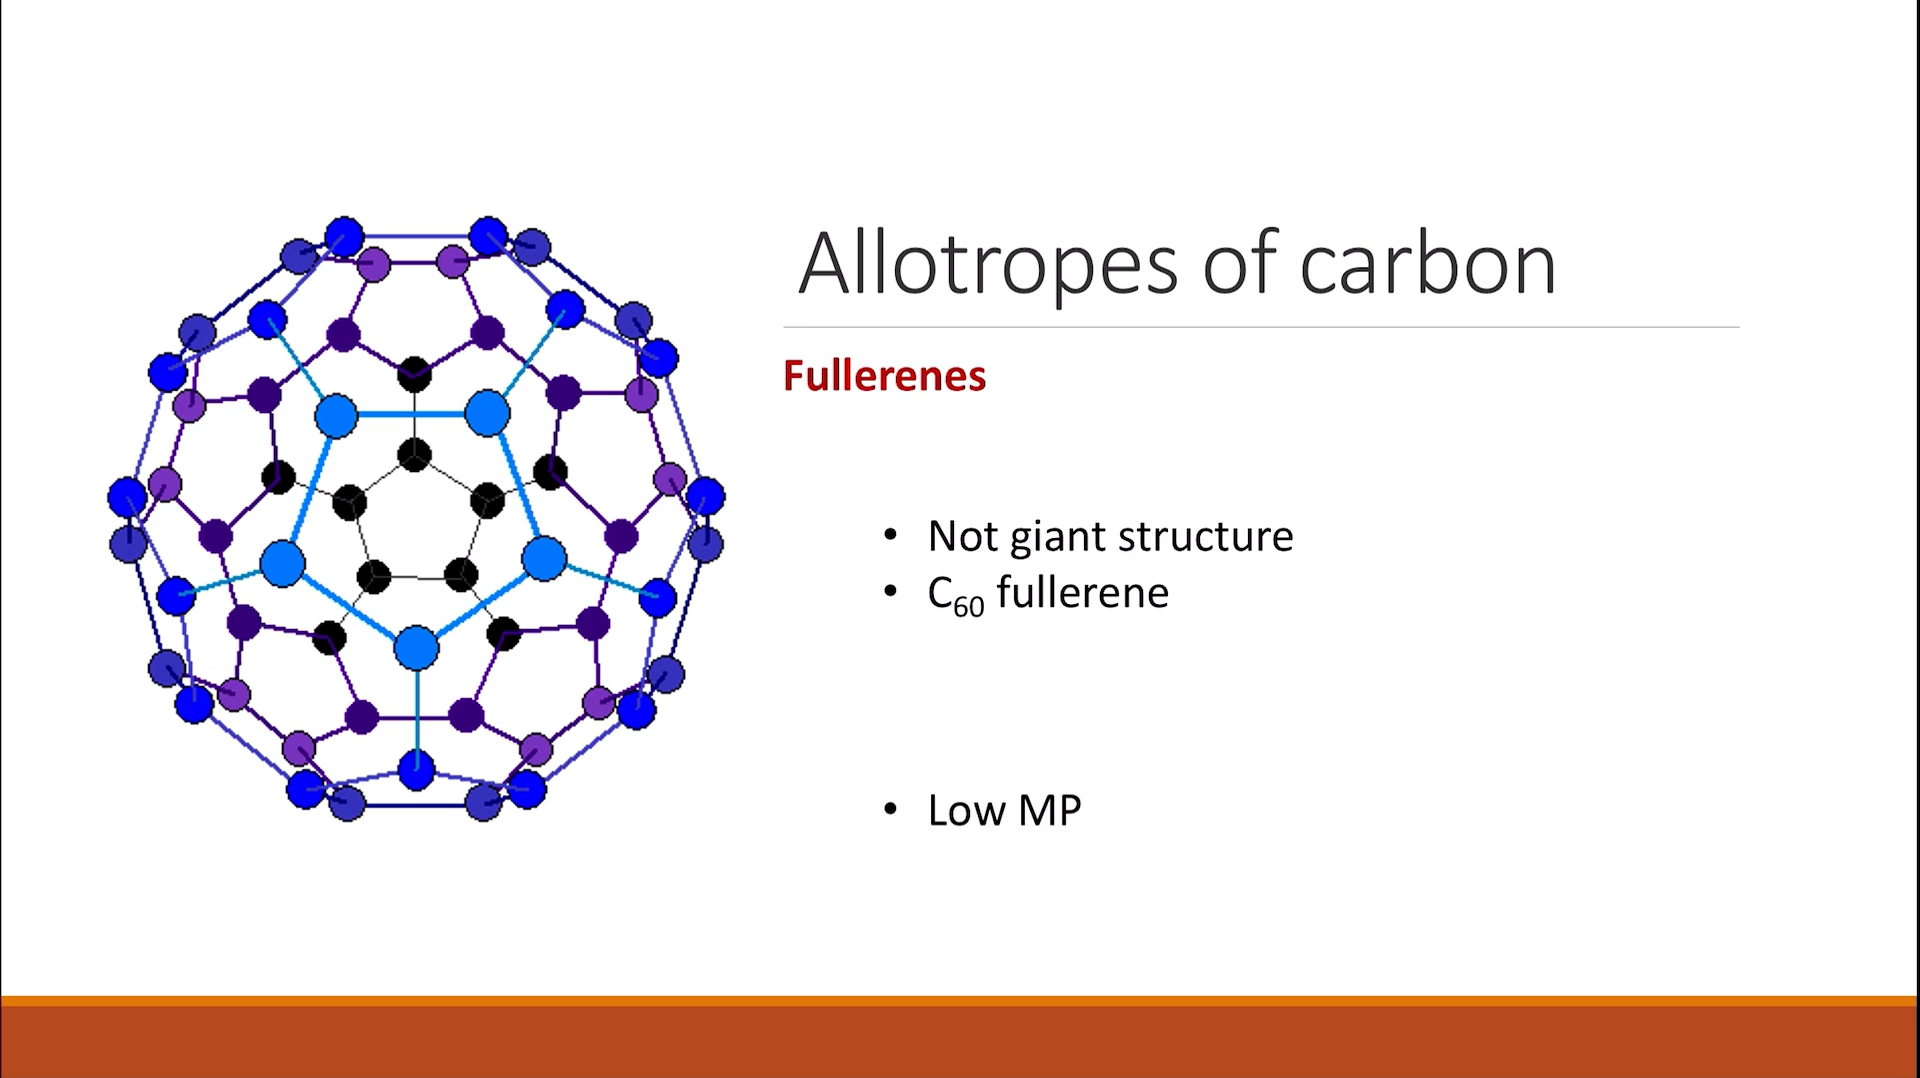 Allotropes of carbon
Fullerenes
• Not giant structure
• C₆₀ fullerene
• Low MP